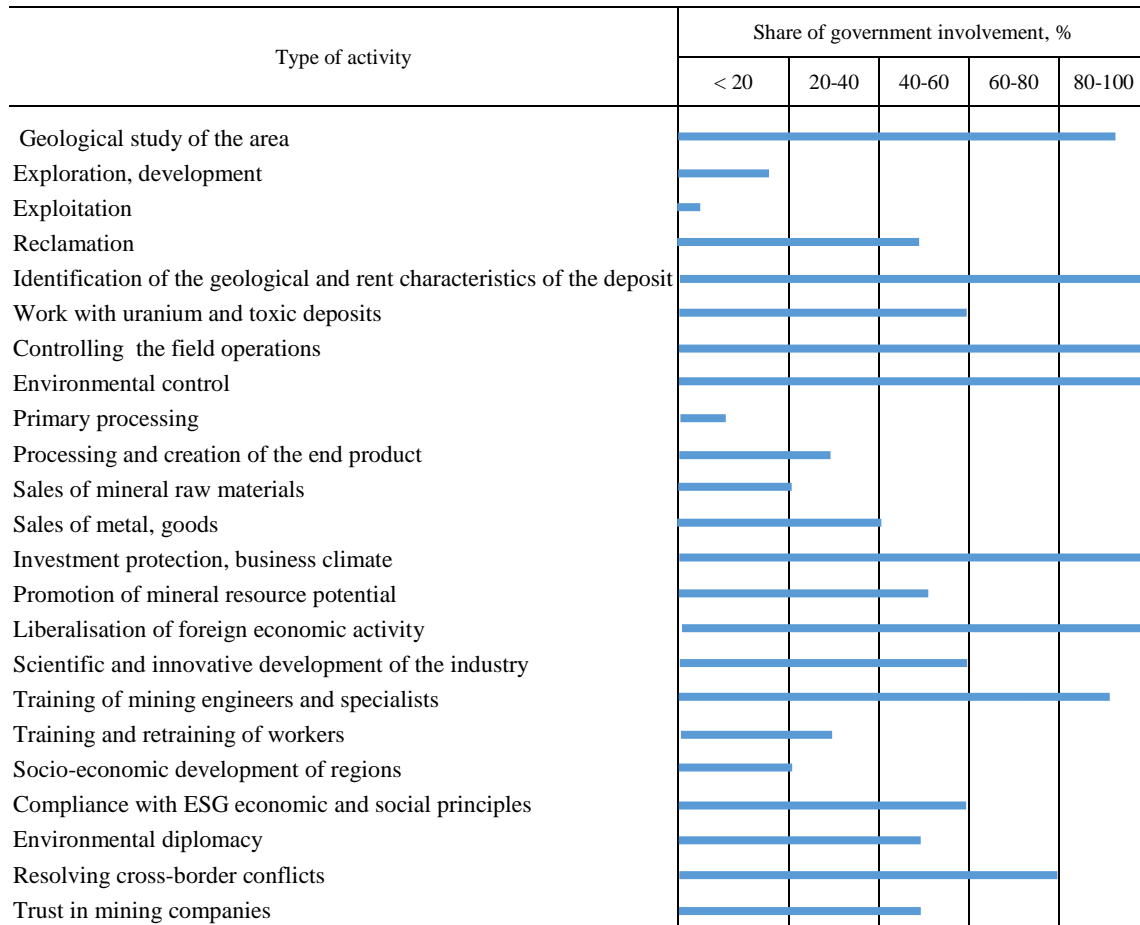 Type of activity
Share of government involvement, %
< 20 20-40 40-60 60-80 80-100
Geological study of the area
Exploration, development
Exploitation
Reclamation
Identification of the geological and rent characteristics of the deposit
Work with uranium and toxic deposits
Controlling the field operations
Environmental control
Primary processing
Processing and creation of the end product
Sales of mineral raw materials
Sales of metal, goods
Investment protection, business climate
Promotion of mineral resource potential
Liberalisation of foreign economic activity
Scientific and innovative development of the industry
Training of mining engineers and specialists
Training and retraining of workers
Socio-economic development of regions
Compliance with ESG economic and social principles
Environmental diplomacy
Resolving cross-border conflicts
Trust in mining companies